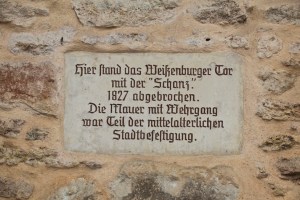 Hier stand das Weißenburger Tor
mit der "Schanz".
1827 abgebrochen.
Die Mauer mit Wehrgang
war Teil der mittelalterlichen
Stadtbefestigung.